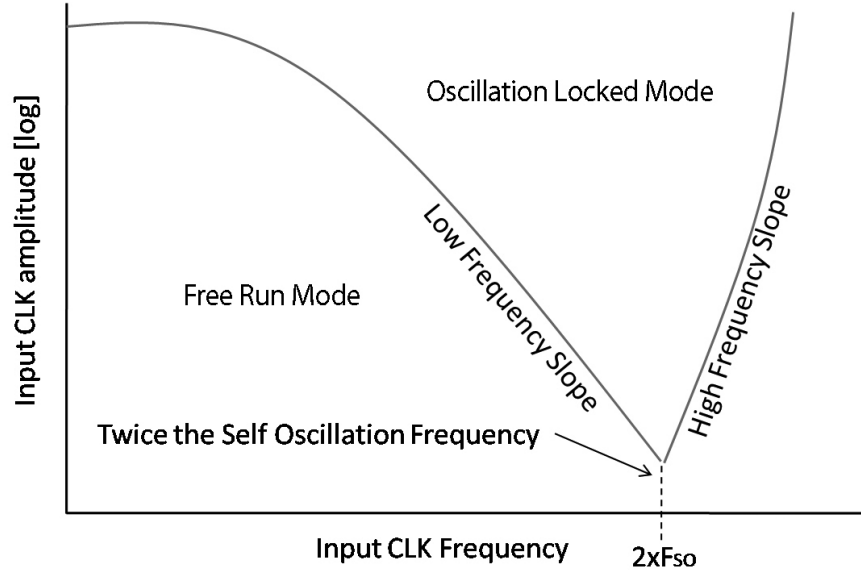 Input CLK amplitude [log]
Oscillation Locked Mode
Low Frequency Slope
High Frequency Slope
Free Run Mode
Twice the Self Oscillation Frequency
Input CLK Frequency
2xFso